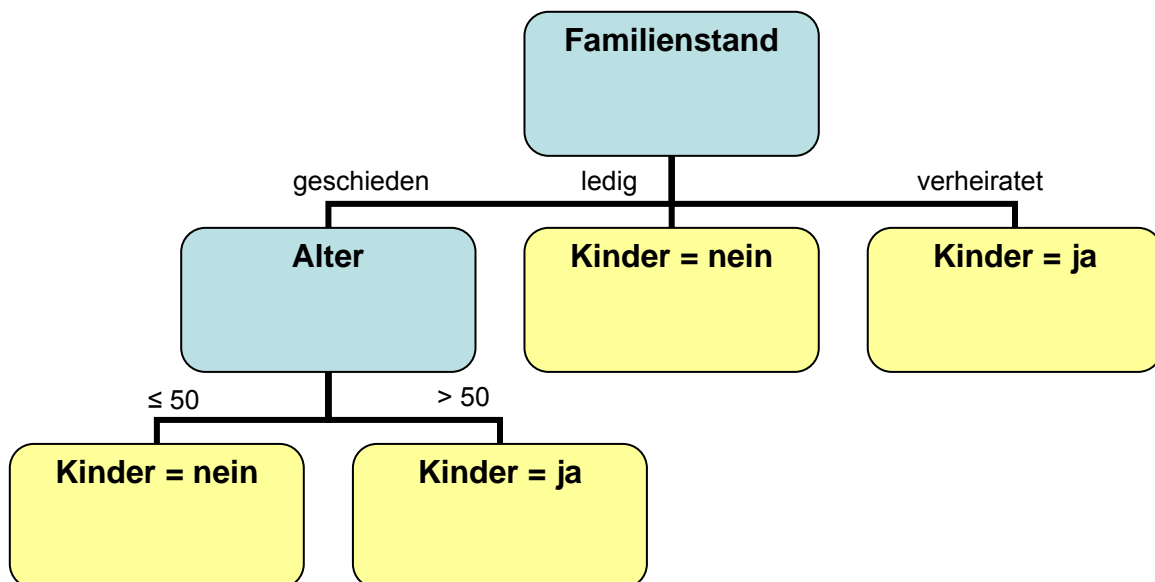 Familienstand
geschieden
ledig
verheiratet
Alter
Kinder = nein
Kinder = ja
≤ 50
> 50
Kinder = nein
Kinder = ja